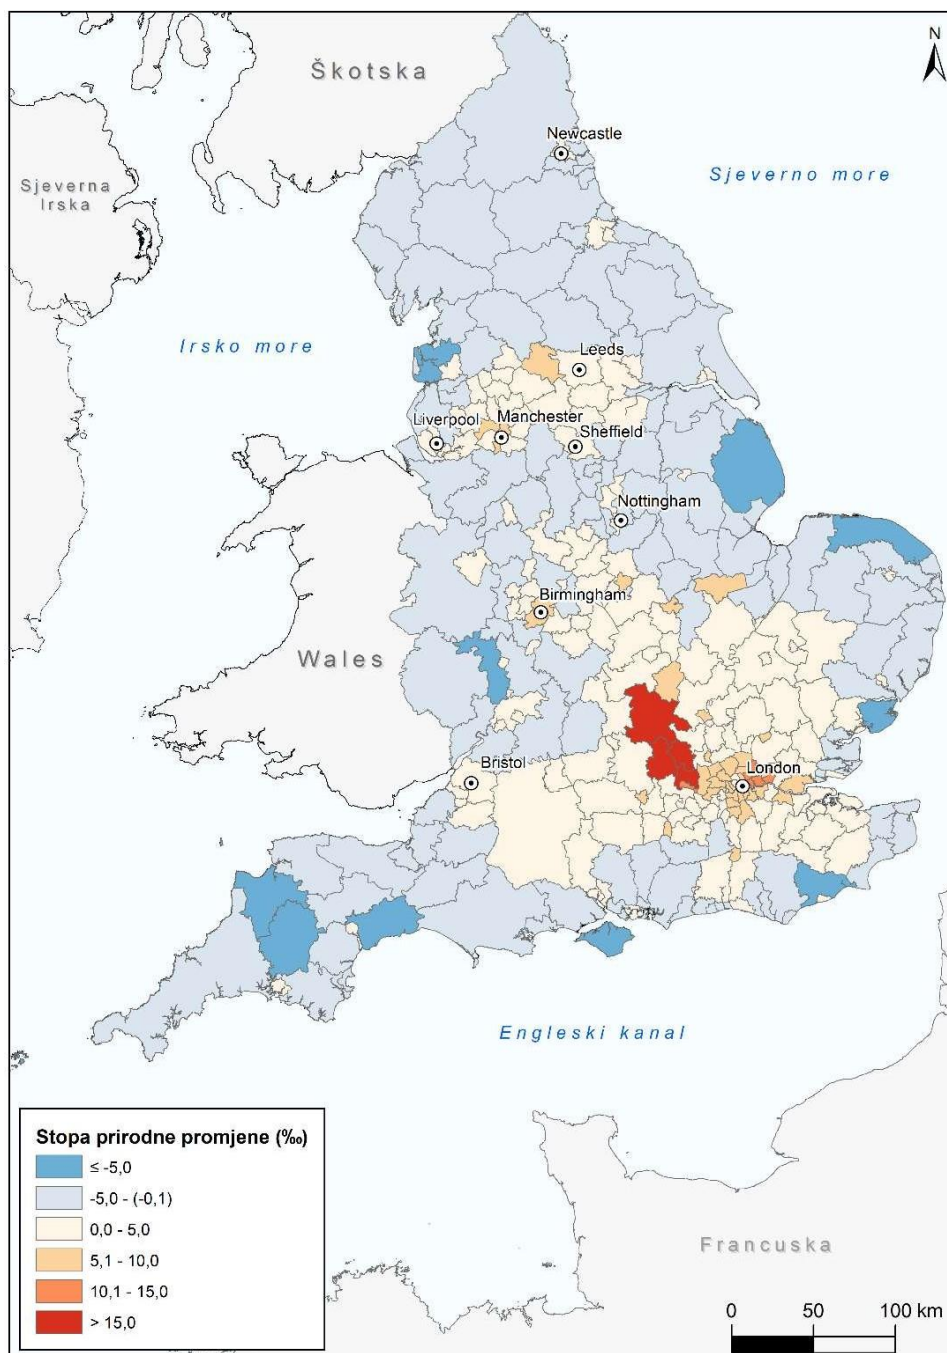 N
Škotska
Newcastle
Sjeverno more
Sjeverna
Irska
Irsko more
Leeds
Liverpool
Manchester
Sheffield
Nottingham
Birmingham
Wales
Bristol
London
Engleski kanal
Stopa prirodne promjene (‰)
≤ -5,0
-5,0 - (-0,1)
0,0 - 5,0
5,1 - 10,0
10,1 - 15,0
> 15,0
Francuska
0 50 100 km